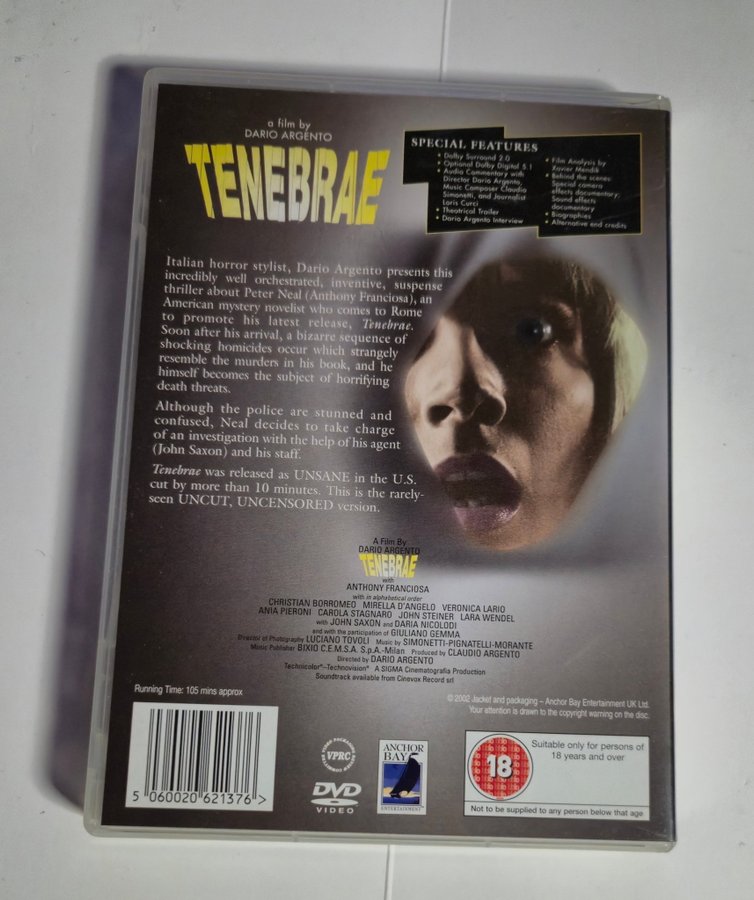 a film by
DARIO ARGENTO
TENEBRAE
SPECIAL FEATURES
• Dolby Surround 2.0
• Optional Dolby Digital 5.1
• Audio Commentary with
Director Dario Argento,
Music Composer Claudio
Simonetti, and Journalist
Loris Curci
• Theatrical Trailer
• Dario Argento Interview
• Film Analysis by
Xavier Mendik
• Behind the scenes:
Special camera
effects documentary;
Sound effects
documentary
• Biographies
• Alternative end credits
Italian horror stylist, Dario Argento presents this
incredibly well orchestrated, inventive, suspense
thriller about Peter Neal (Anthony Franciosa), an
American mystery novelist who comes to Rome
to promote his latest release, Tenebrae.
Soon after his arrival, a bizarre sequence of
shocking homicides occur which strangely
resemble the murders in his book, and he
himself becomes the subject of horrifying
death threats.
Although the police are stunned and
confused, Neal decides to take charge
of an investigation with the help of his agent
(John Saxon) and his staff.
Tenebrae was released as UNSANE in the U.S.
cut by more than 10 minutes. This is the rarely-
seen UNCUT, UNCENSORED version.
A Film By
DARIO ARGENTO
TENEBRAE
with
ANTHONY FRANCIOSA
with in alphabetical order
CHRISTIAN BORROMEO MIRELLA D'ANGELO VERONICA LARIO
ANIA PIERONI CAROLA STAGNARO JOHN STEINER LARA WENDEL
with JOHN SAXON and DARIA NICOLODI
and with the participation of GIULIANO GEMMA
Director of Photography LUCIANO TOVOLI Music by SIMONETTI-PIGNATELLI-MORANTE
Music Publisher BIXIO C.E.M.S.A. S.p.A.-Milan Produced by CLAUDIO ARGENTO
Directed by DARIO ARGENTO
Technicolor®-Technovision® A SIGMA Cinematografia Production
Soundtrack available from Cinevox Record srl
Running Time: 105 mins approx
© 2002 Jacket and packaging – Anchor Bay Entertainment UK Ltd.
Your attention is drawn to the copyright warning on the disc.
5 060020 621376 >
VPRC
DVD
VIDEO
ANCHOR
BAY
ENTERTAINMENT
18
Suitable only for persons of
18 years and over
Not to be supplied to any person below that age